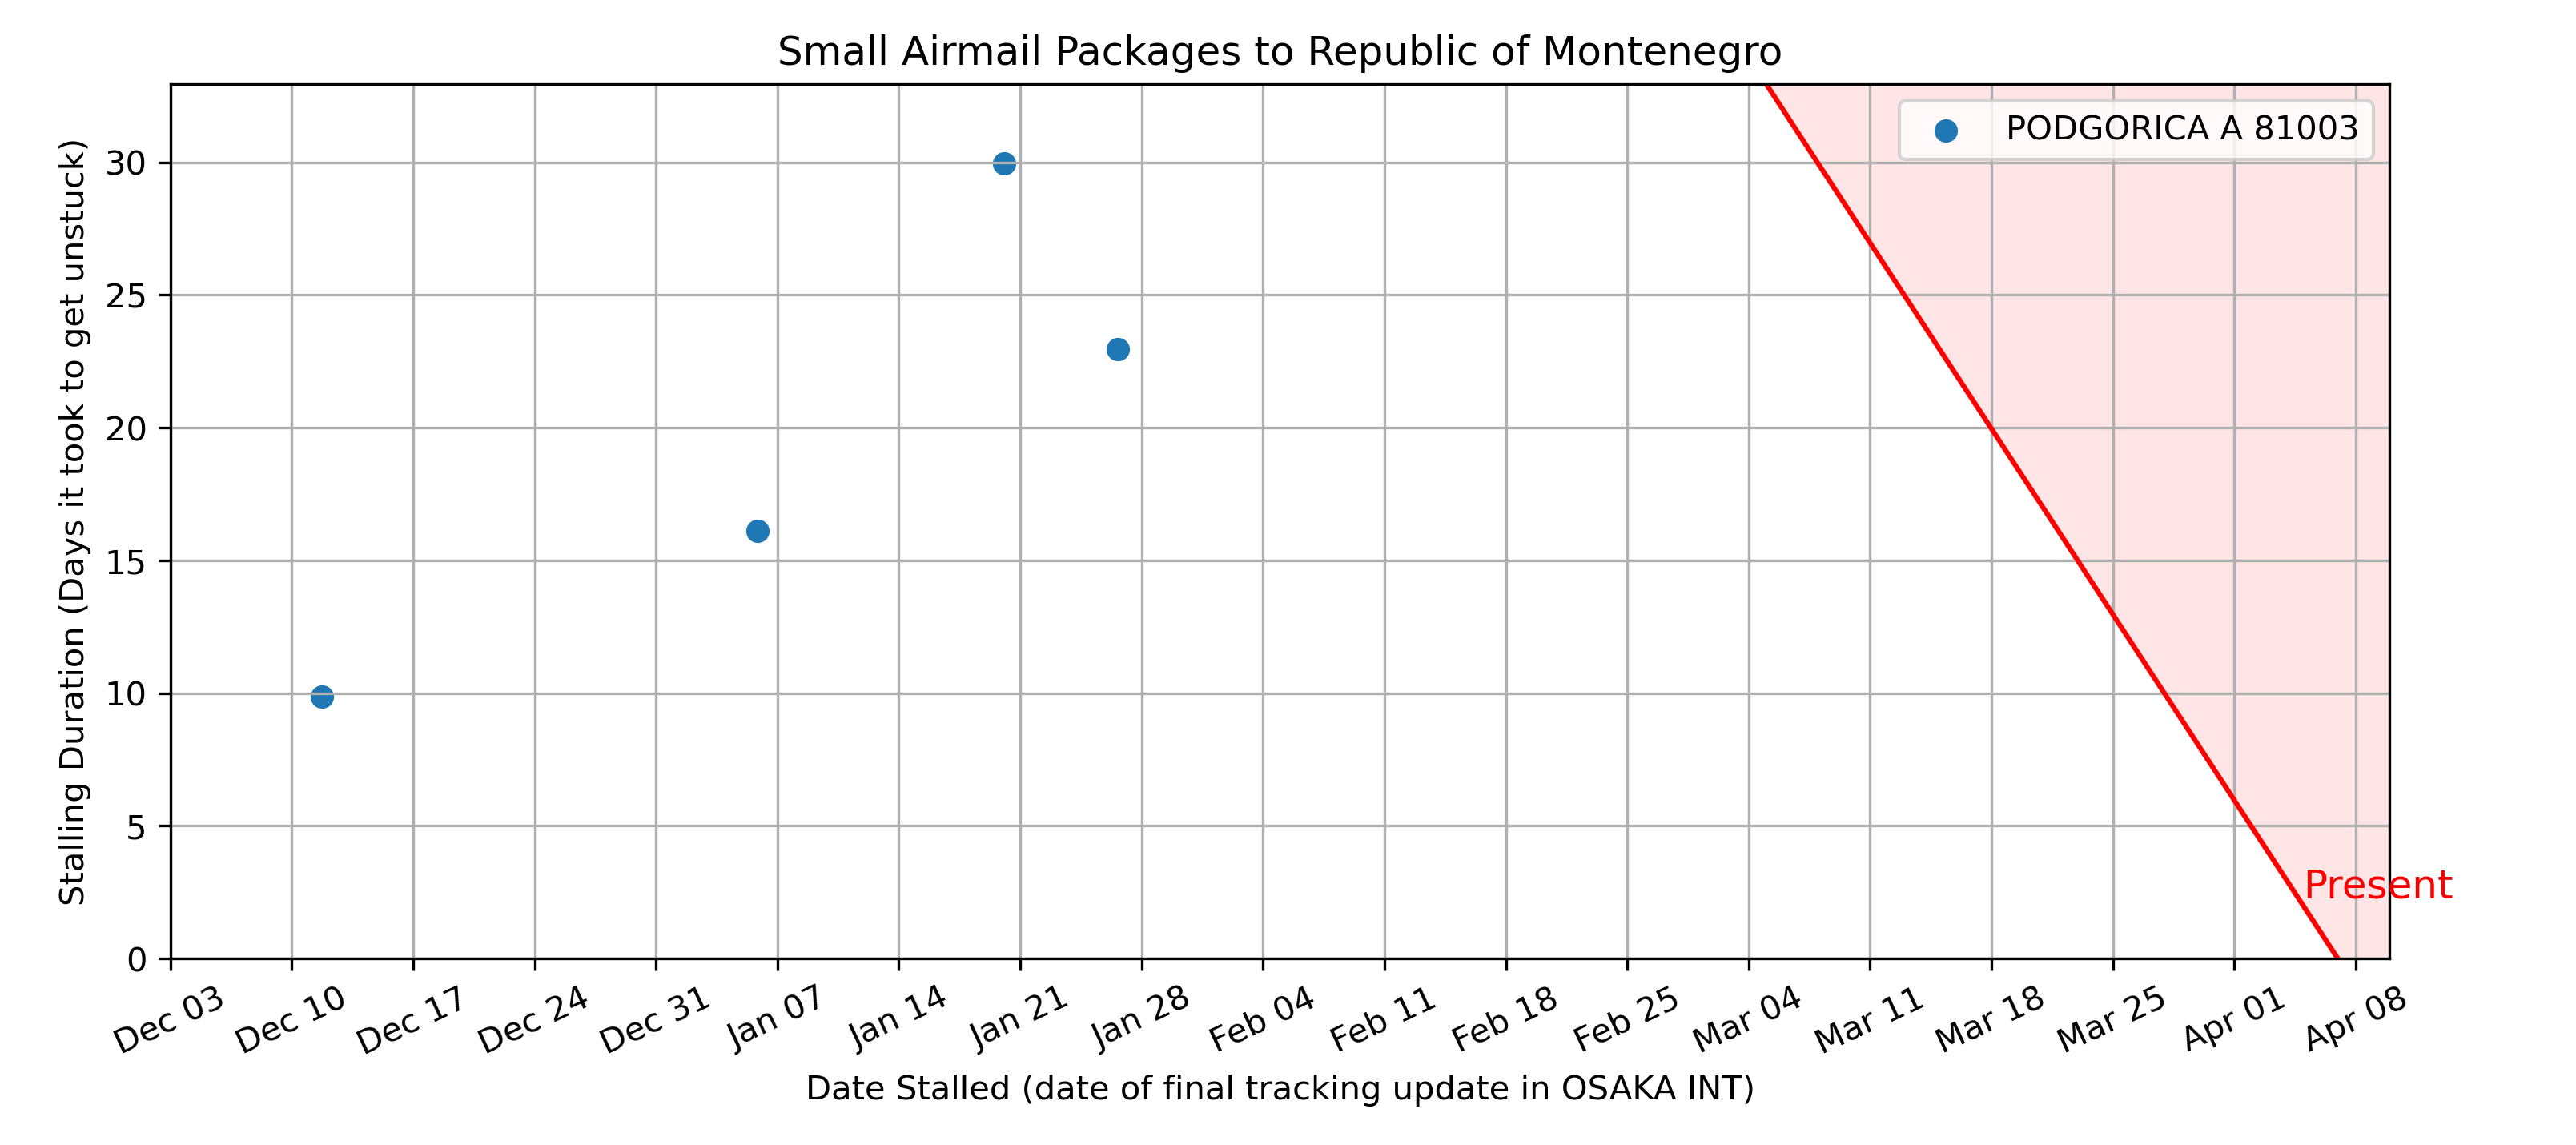 Small Airmail Packages to Republic of Montenegro
PODGORICA A 81003
Stalling Duration (Days it took to get unstuck)
30
25
20
15
10
5
0
Present
Dec 03
Dec 10
Dec 17
Dec 24
Dec 31
Jan 07
Jan 14
Jan 21
Jan 28
Feb 04
Feb 11
Feb 18
Feb 25
Mar 04
Mar 11
Mar 18
Mar 25
Apr 01
Apr 08
Date Stalled (date of final tracking update in OSAKA INT)